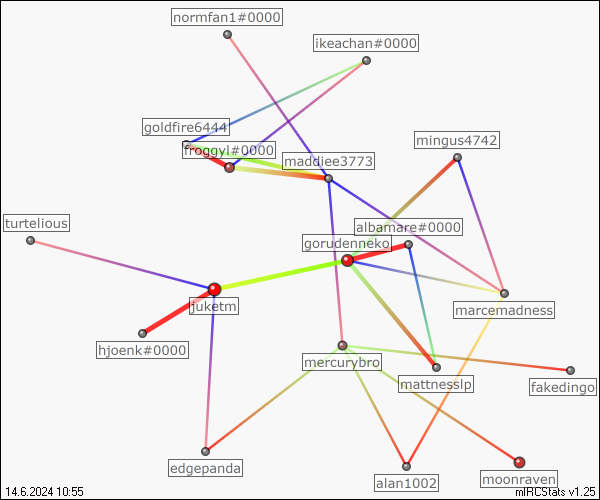 normfan1#0000
ikeachan#0000
goldfire6444
froggyl#0000
maddiee3773
mingus4742
turtelious
albamare#0000
gorudenneko
juketm
marcemadness
hjoenk#0000
mercurybro
mattnesslp
fakedingo
edgepanda
alan1002
moonraven
14.6.2024 10:55
mIRCStats v1.25